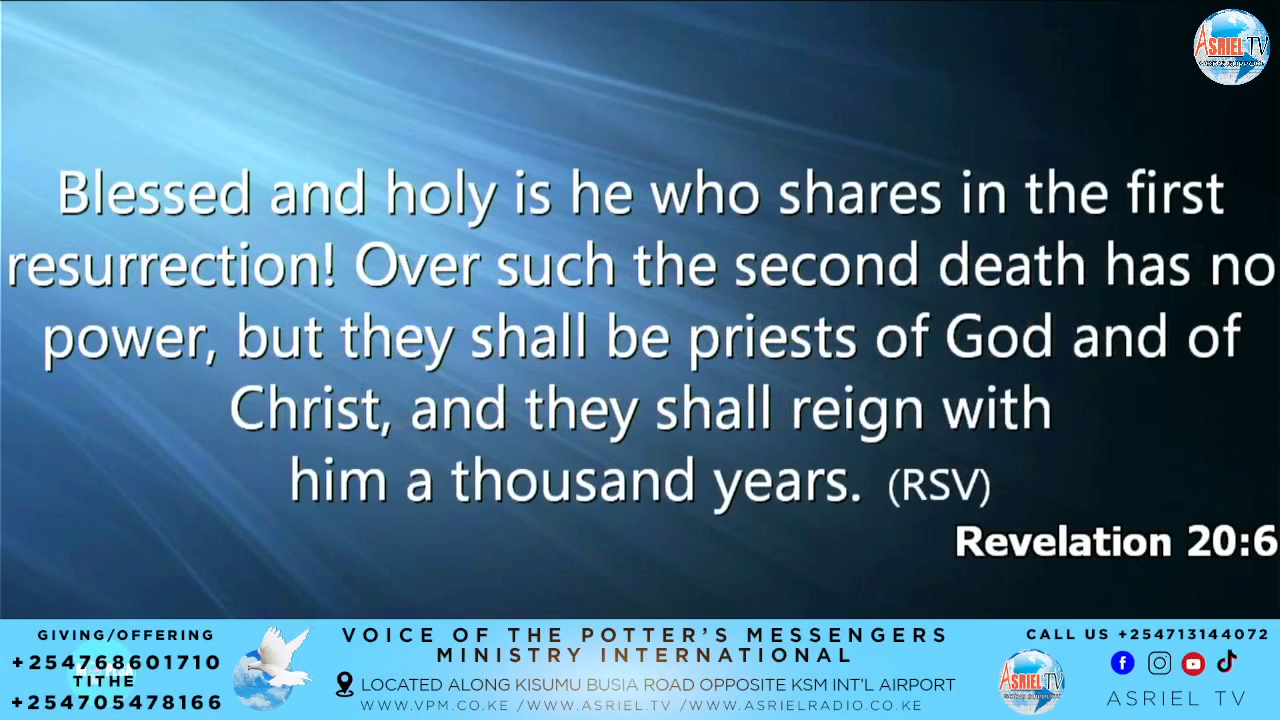 ASRIEL TV
Blessed and holy is he who shares in the first
resurrection! Over such the second death has no
power, but they shall be priests of God and of
Christ, and they shall reign with
him a thousand years. (RSV)
Revelation 20:6
GIVING/OFFERING
+254768601710
TITHE
+254705478166
VOICE OF THE POTTER'S MESSENGERS
MINISTRY INTERNATIONAL
LOCATED ALONG KISUMU BUSIA ROAD OPPOSITE KSM INT'L AIRPORT
WWW.VPM.CO.KE /WWW.ASRIEL.TV /WWW.ASRIELRADIO.CO.KE
ASRIEL TV
CALL US +254713144072
ASRIEL TV